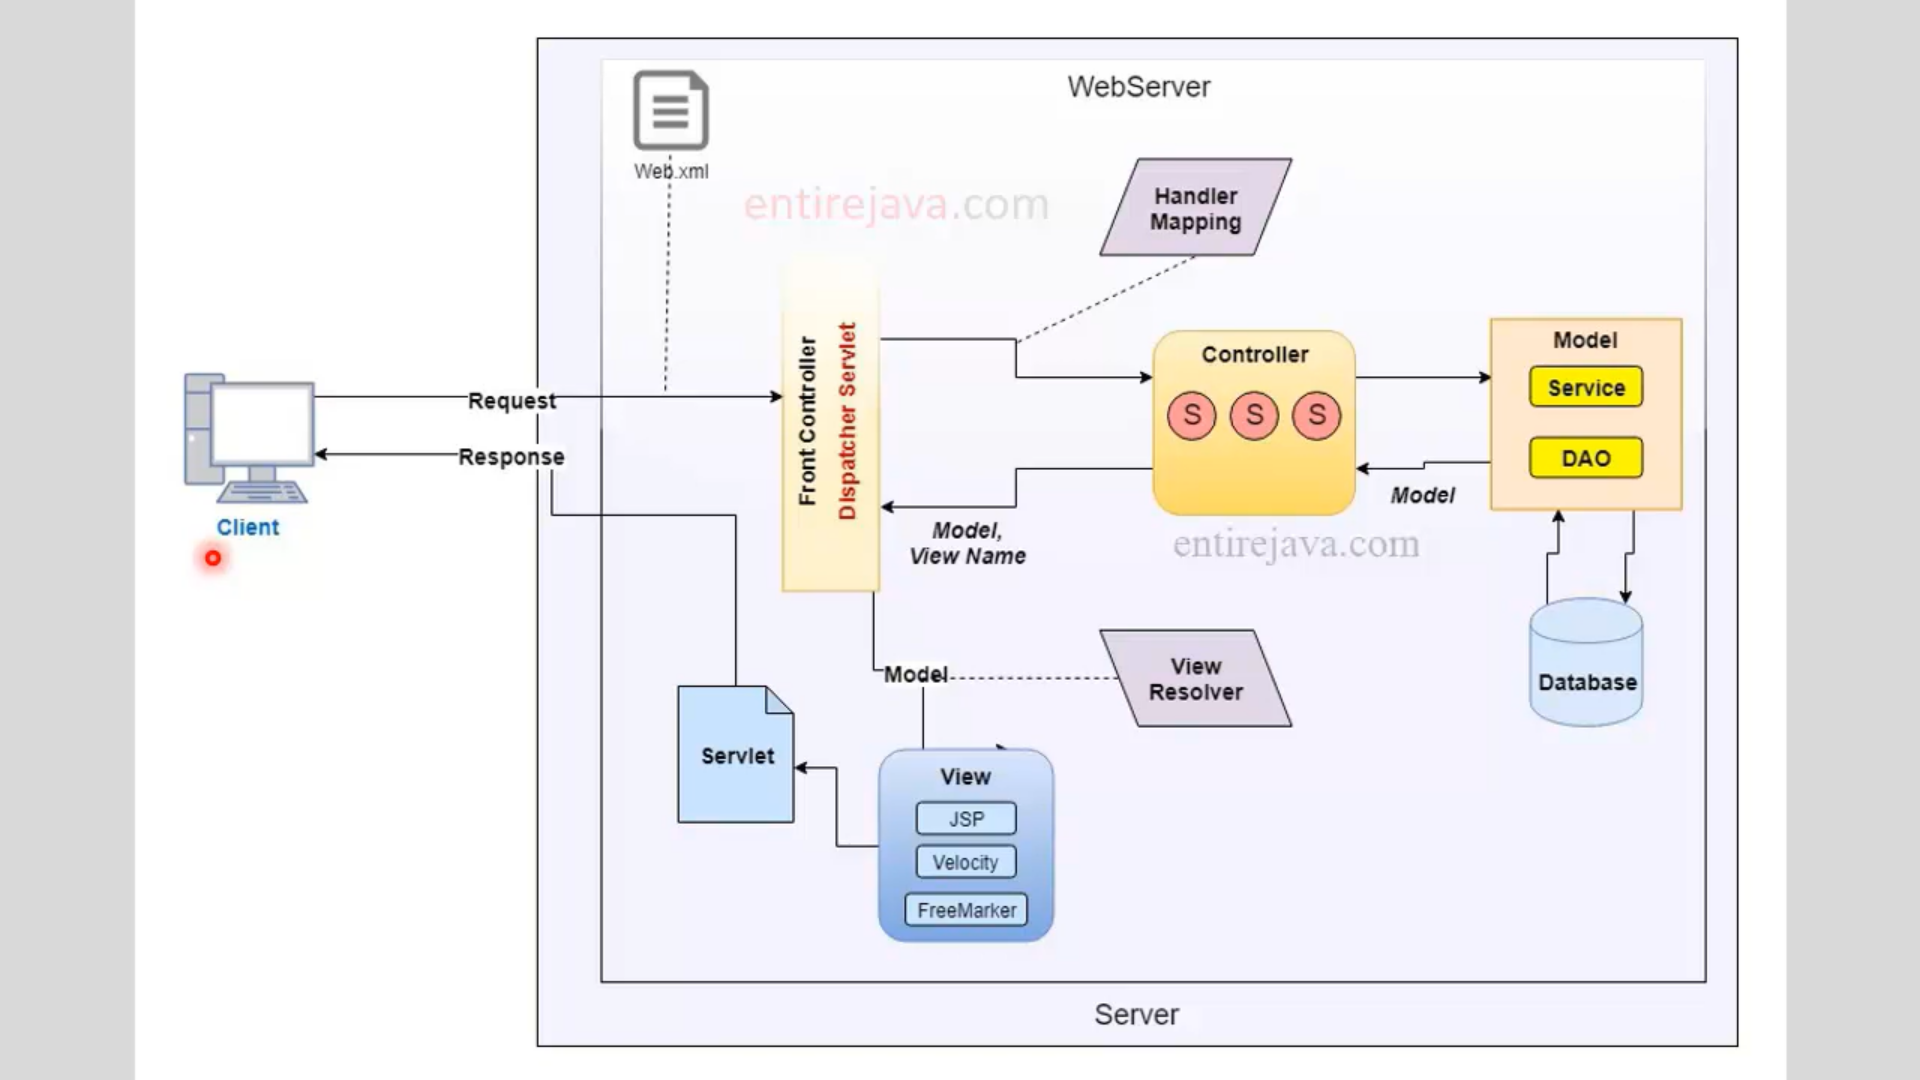 WebServer
Web.xml
entirejava.com
Handler
Mapping
Front Controller
Dispatcher Servlet
Controller
S S S
Model
Service
DAO
Request
Response
Client
Model
Model,
View Name
entirejava.com
Model
View
Resolver
Database
Servlet
View
JSP
Velocity
FreeMarker
Server